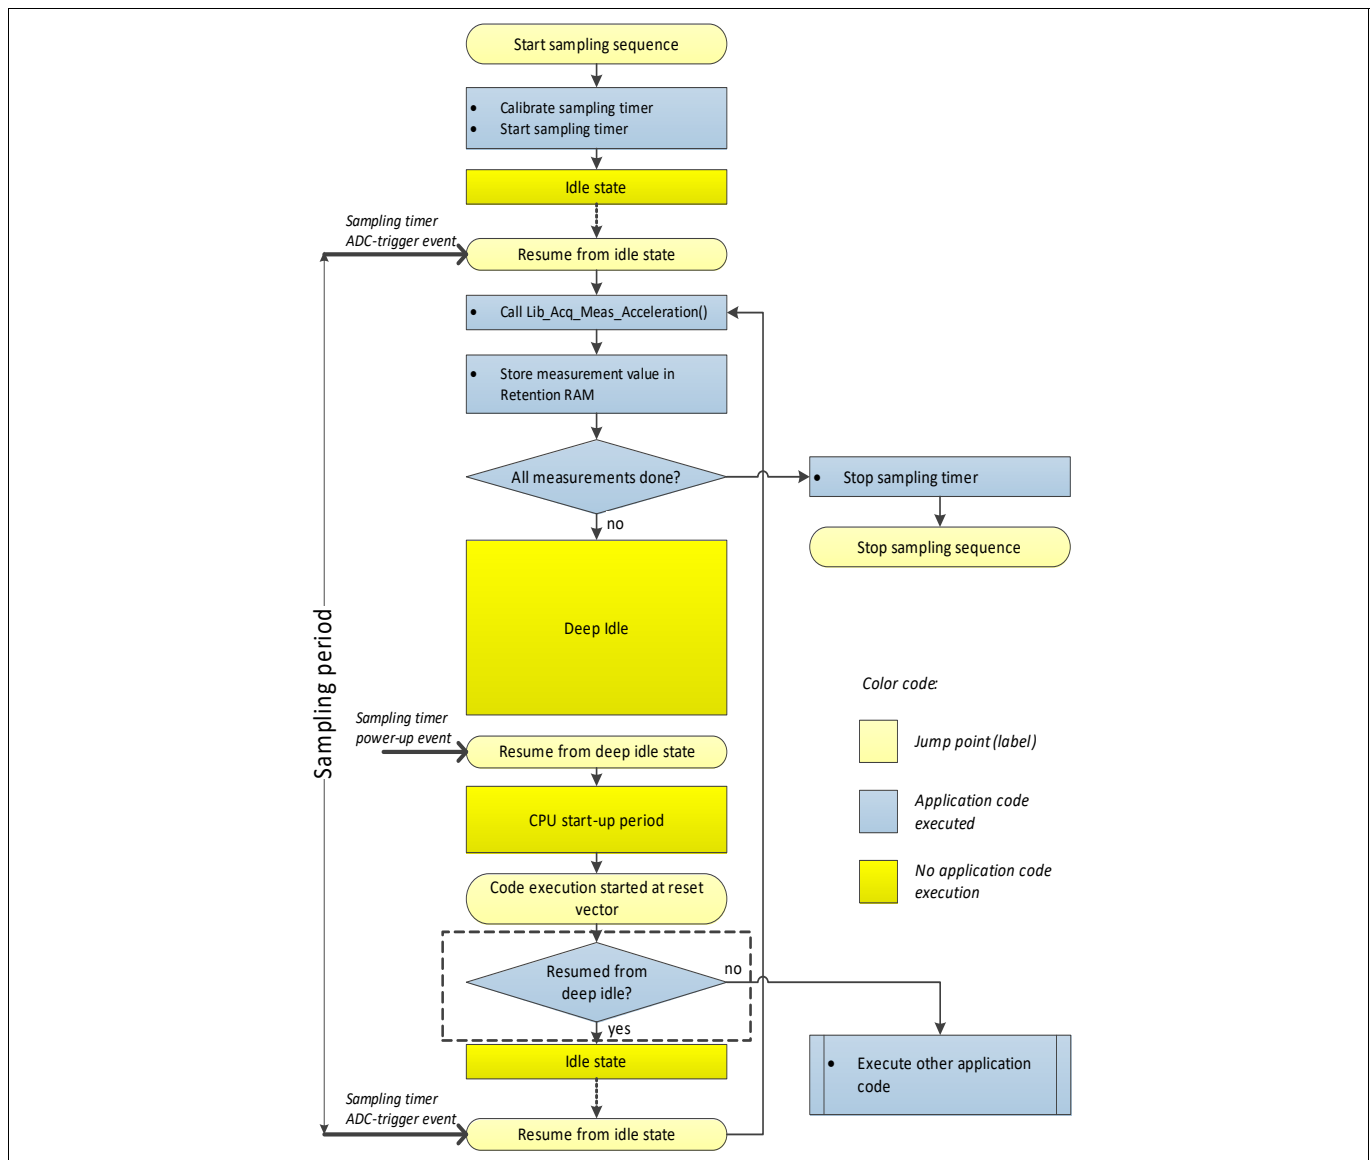 Start sampling sequence
• Calibrate sampling timer
• Start sampling timer
Idle state
Sampling timer
ADC-trigger event
Resume from idle state
• Call Lib_Acq_Meas_Acceleration()
• Store measurement value in
Retention RAM
All measurements done?
• Stop sampling timer
no
Stop sampling sequence
Deep Idle
Sampling period
Color code:
Sampling timer
power-up event
Resume from deep idle state
Jump point (label)
CPU start-up period
Application code
executed
No application code
execution
Code execution started at reset
vector
Resumed from
deep idle?
no
yes
Idle state
• Execute other application
code
Sampling timer
ADC-trigger event
Resume from idle state